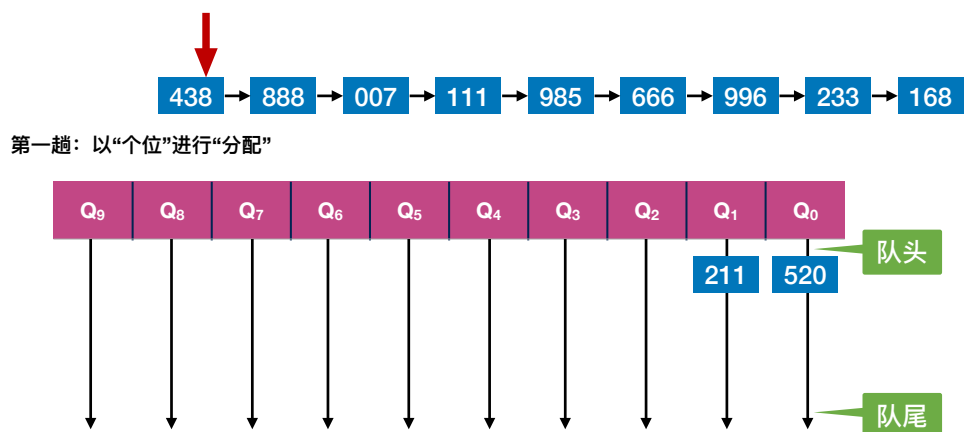 438 888 007 111 985 666 996 233 168
第一趟：以“个位”进行“分配”
Q₉ Q₈ Q₇ Q₆ Q₅ Q₄ Q₃ Q₂ Q₁ Q₀
队头
211 520
队尾